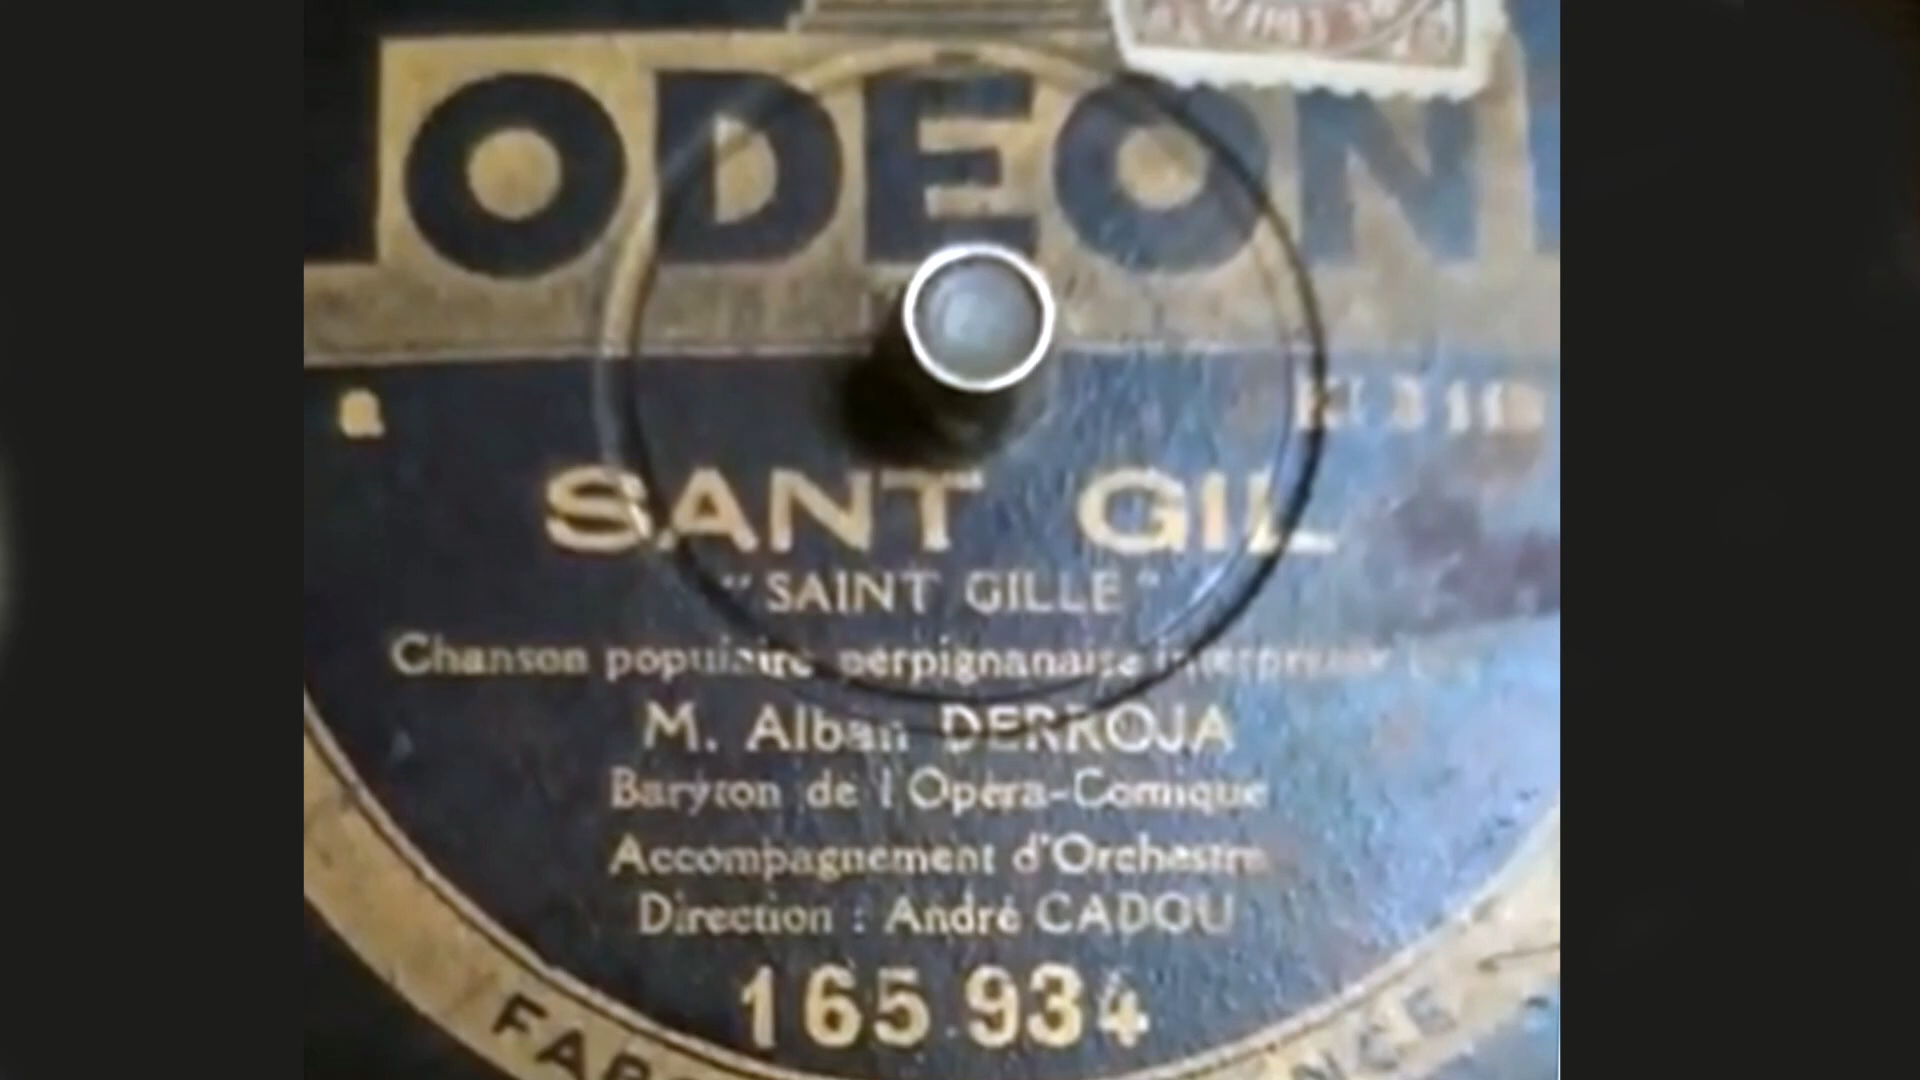 ODEON
a
SANT GIL
"SAINT GILLE"
Chanson populaire perpignanaise interprétée
M. Alban DERROJA
Baryton de l'Opéra-Comique
Accompagnement d'Orchestre
Direction : André CADOU
165.934